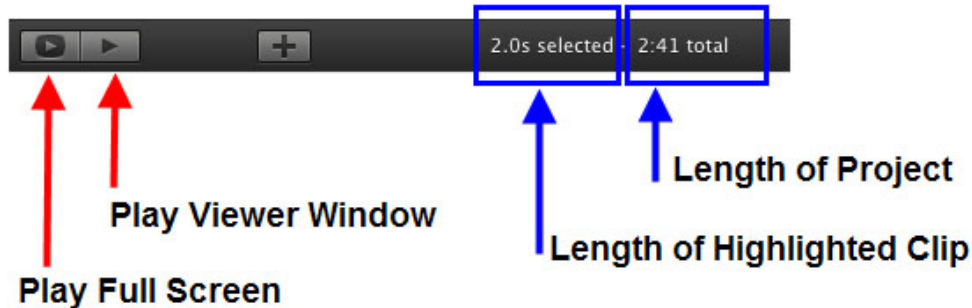 2.0s selected - 2:41 total
Length of Project
Play Viewer Window
Length of Highlighted Clip
Play Full Screen